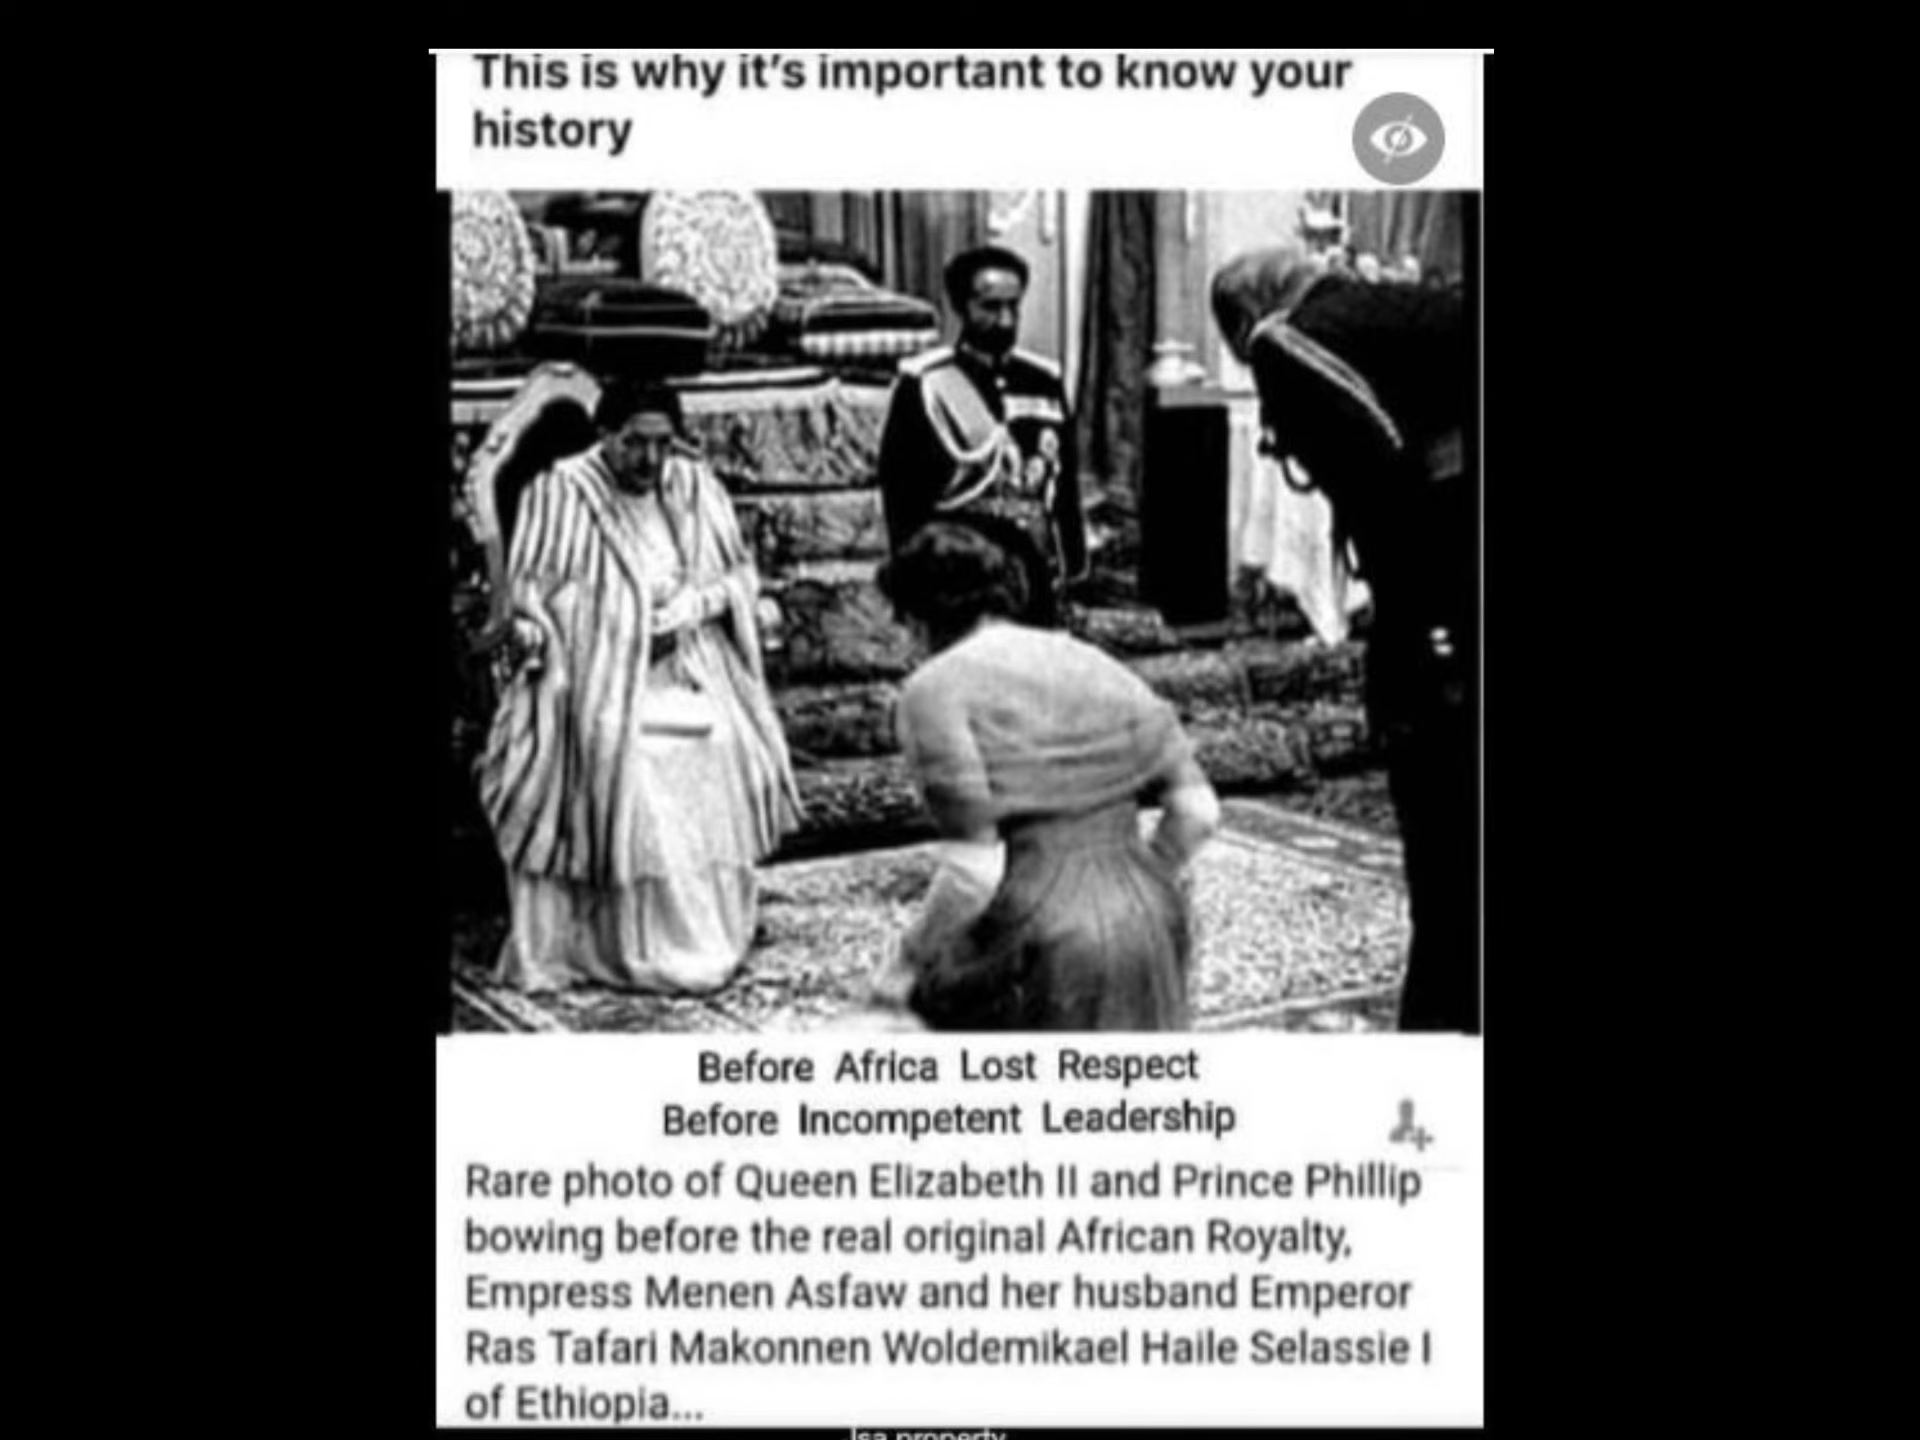 This is why it's important to know your
history
Before Africa Lost Respect
Before Incompetent Leadership
Rare photo of Queen Elizabeth II and Prince Phillip
bowing before the real original African Royalty,
Empress Menen Asfaw and her husband Emperor
Ras Tafari Makonnen Woldemikael Haile Selassie I
of Ethiopia...
property